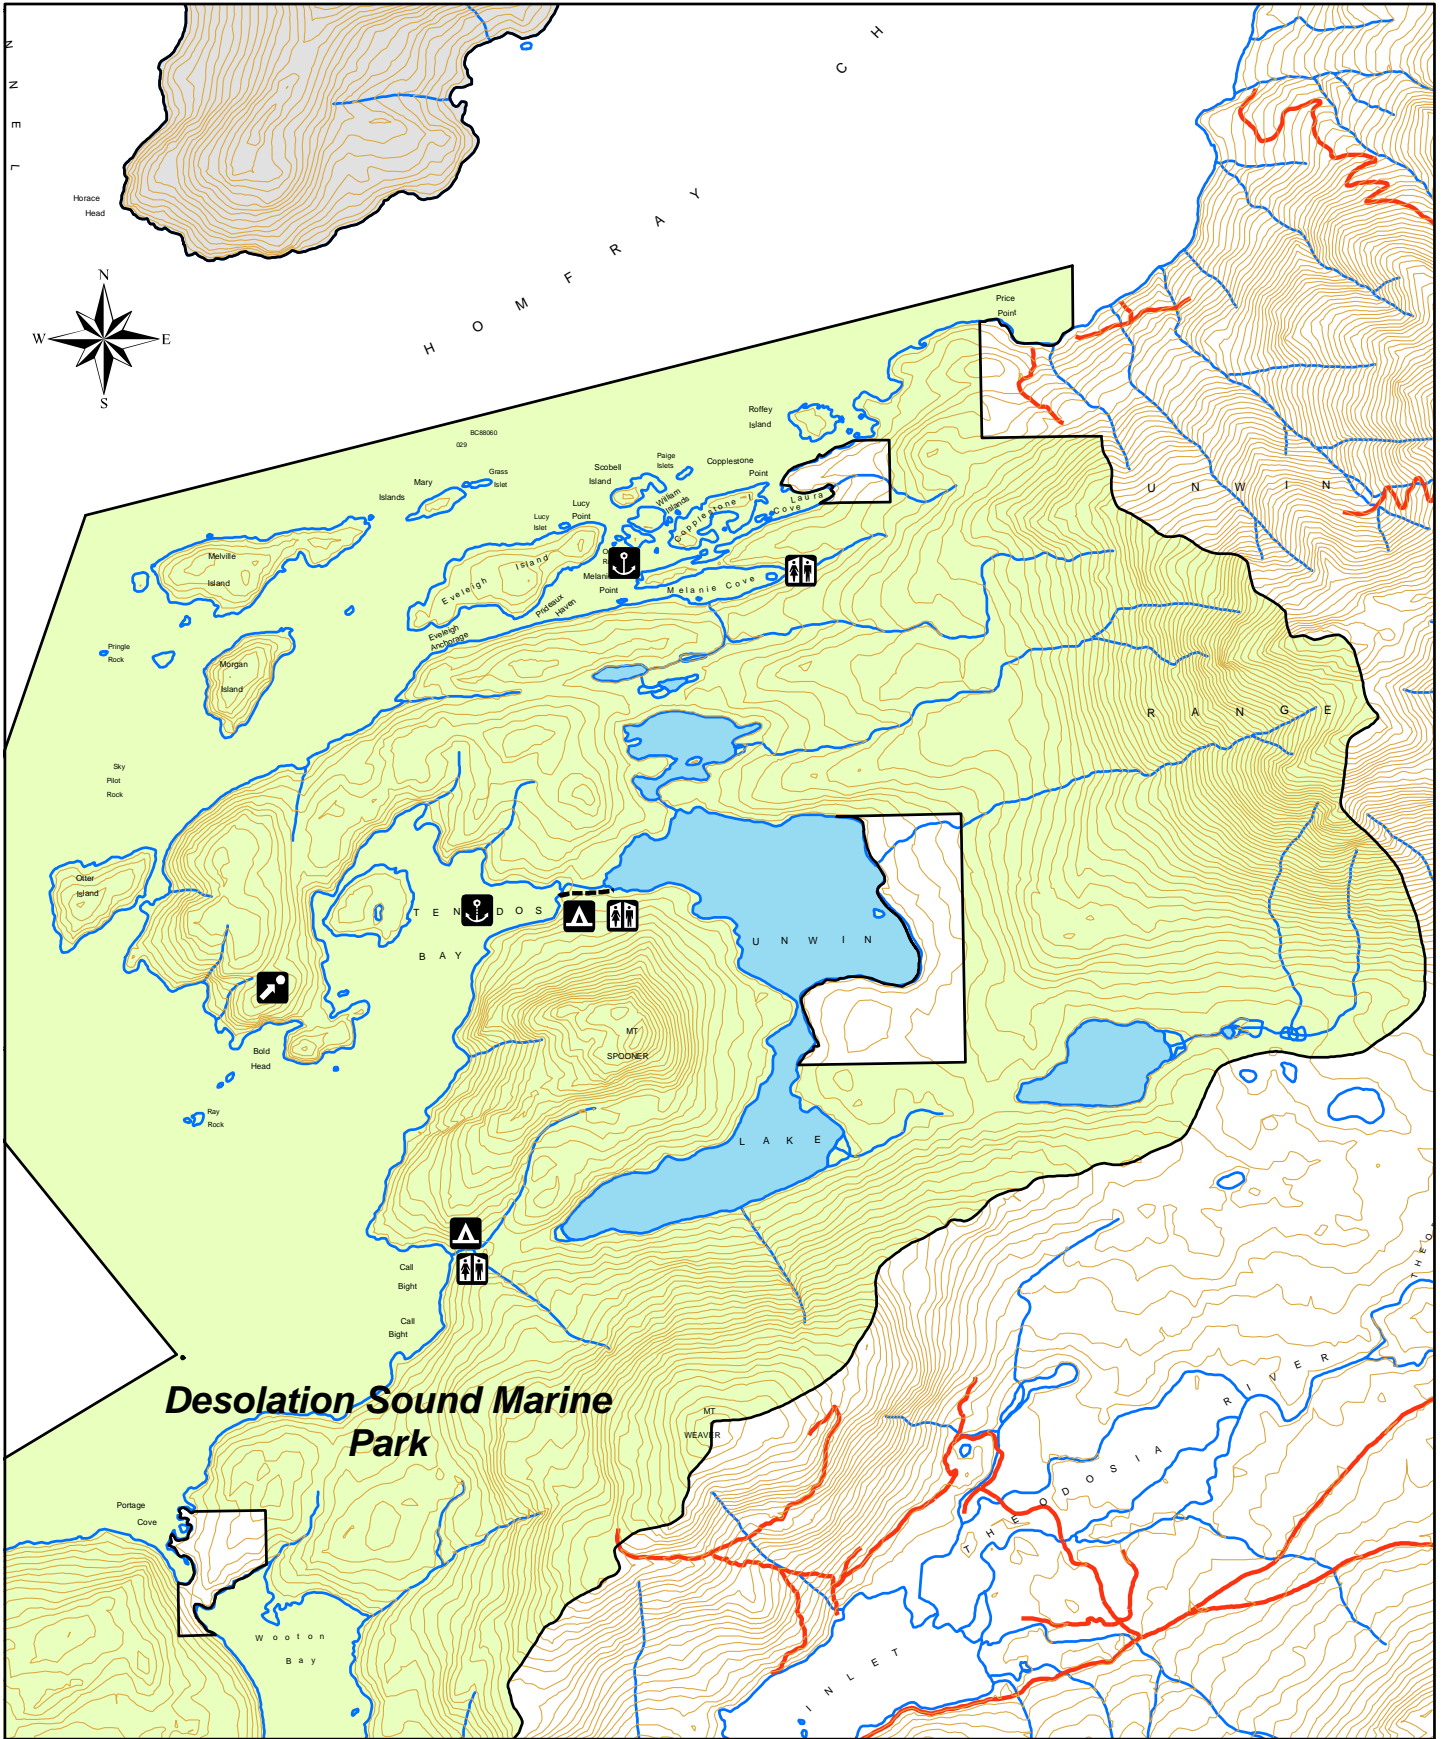 N
N
E
L
C H
H O M F R A Y
Horace
Head
N
W E
S
Price
Point
Roffey
Island
BC88060
029
Grass
Islet
Mary
Islands
Scobell
Island
Paige
Islets
Copplestone
Point
William
Islands
Copplestone I
Laura
Cove
Lucy
Point
Lucy
Islet
Melville
Island
Eveleigh Island
Point
Melanie Cove
Prideaux
Haven
Eveleigh
Anchorage
Pringle
Rock
Morgan
Island
U N W I N
R A N G E
Sky
Pilot
Rock
Otter
Island
T E N D O S
B A Y
U N W I N
L A K E
MT
SPOONER
Bold
Head
Ray
Rock
Call
Bight
Call
Bight
Desolation Sound Marine
Park
MT
WEAVER
Portage
Cove
Wooton
Bay
T H E O D O S I A R I V E R
T H E O
I N L E T